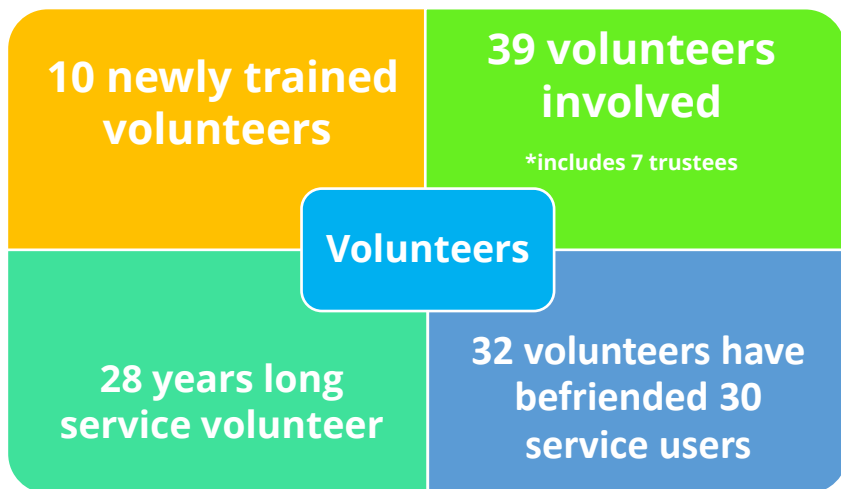 10 newly trained
volunteers
39 volunteers
involved
*includes 7 trustees
Volunteers
28 years long
service volunteer
32 volunteers have
befriended 30
service users